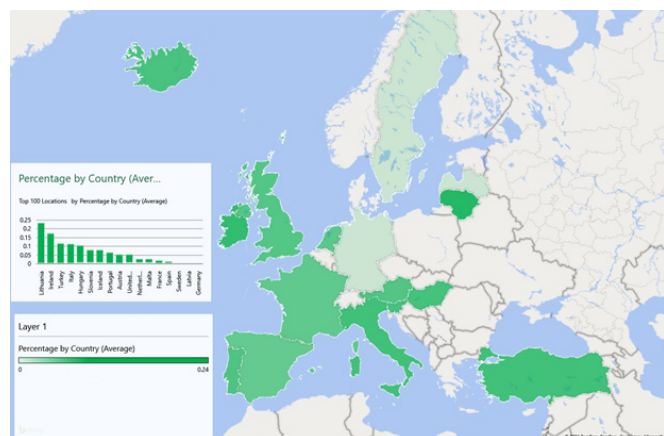 Percentage by Country (Aver...
Top 100 Locations by Percentage by Country (Average)
0.25
0.2
0.15
0.1
0.05
0
Lithuania
Ireland
Turkey
Italy
Hungary
Slovenia
Iceland
Portugal
Austria
United...
Netherl...
Malta
France
Spain
Sweden
Latvia
Germany
Layer 1
Percentage by Country (Average)
0
0.24